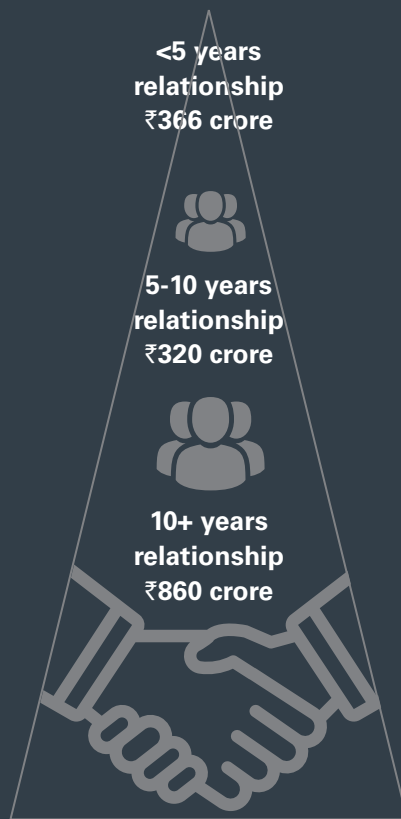 <5 years
relationship
₹366 crore
5-10 years
relationship
₹320 crore
10+ years
relationship
₹860 crore